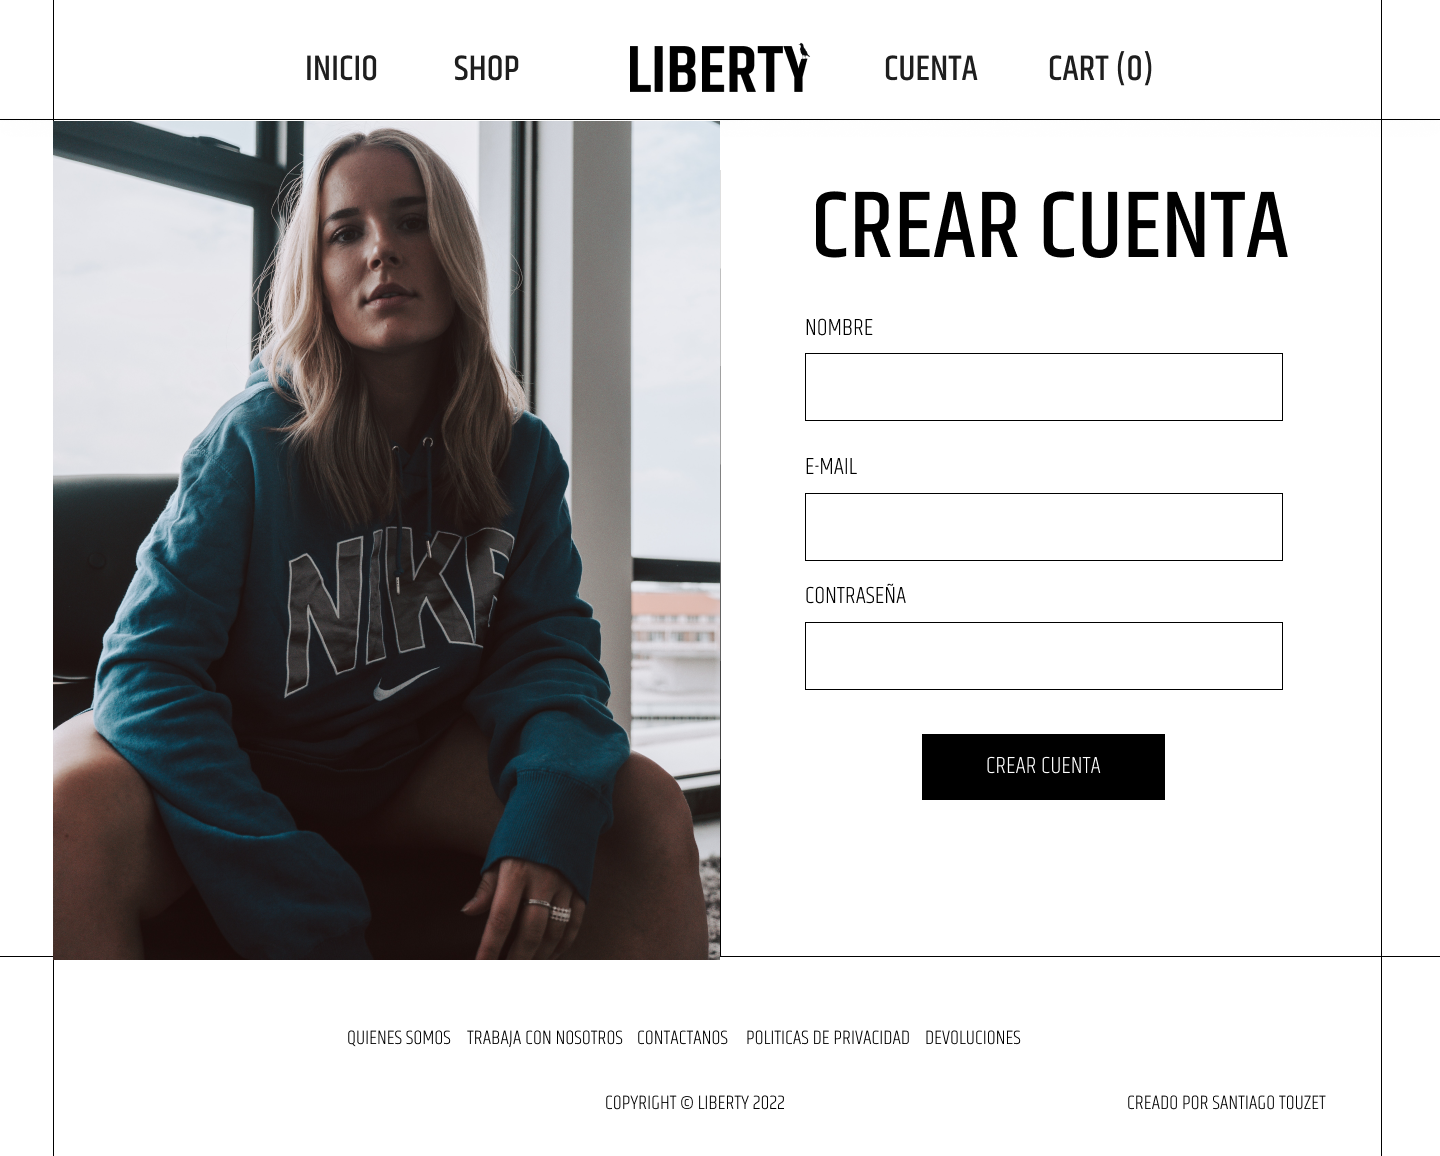 INICIO SHOP LIBERTY CUENTA CART (0)
CREAR CUENTA
NOMBRE
E-MAIL
CONTRASEÑA
CREAR CUENTA
NIKE
QUIENES SOMOS TRABAJA CON NOSOTROS CONTACTANOS POLITICAS DE PRIVACIDAD DEVOLUCIONES
COPYRIGHT © LIBERTY 2022 CREADO POR SANTIAGO TOUZET